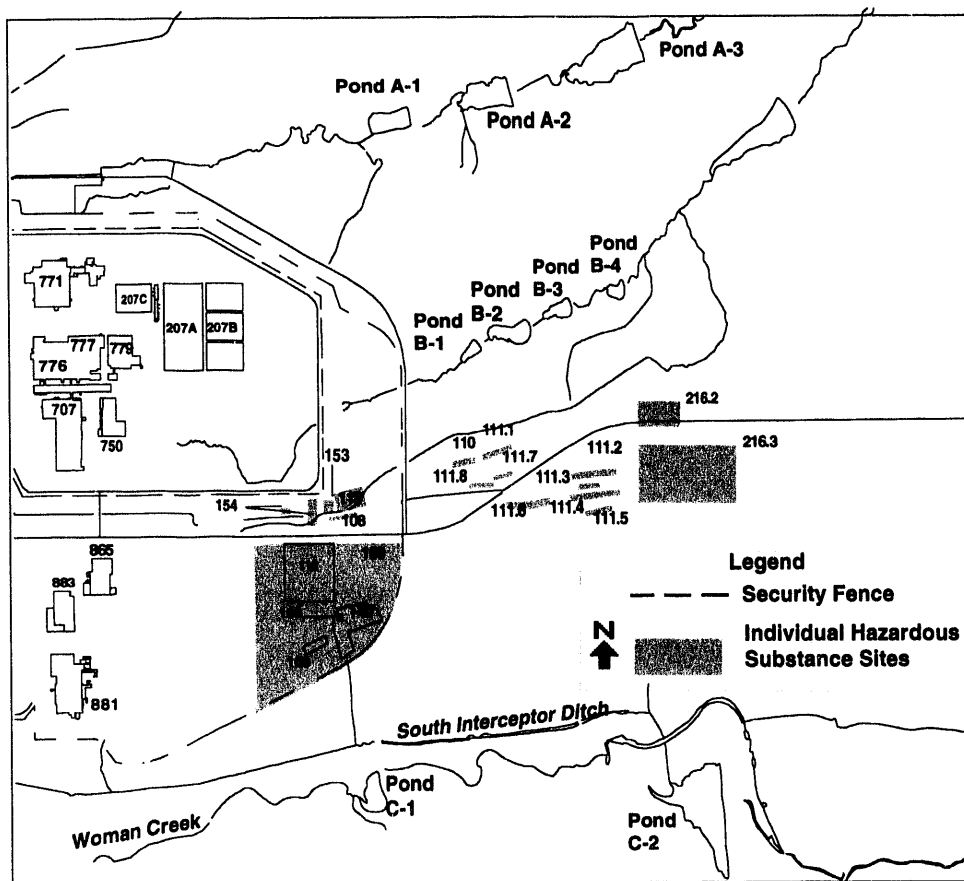 Pond A-3
Pond A-1
Pond A-2
Pond
B-4
Pond
B-3
Pond
B-2
Pond
B-1
771
207C
207A
207B
777
779
776
707
750
216.2
216.3
110
111.1
111.2
111.7
111.8
111.3
111.6
111.4
111.5
153
154
108
865
883
881
Legend
Security Fence
N
Individual Hazardous
Substance Sites
South Interceptor Ditch
Pond
C-1
Woman Creek
Pond
C-2